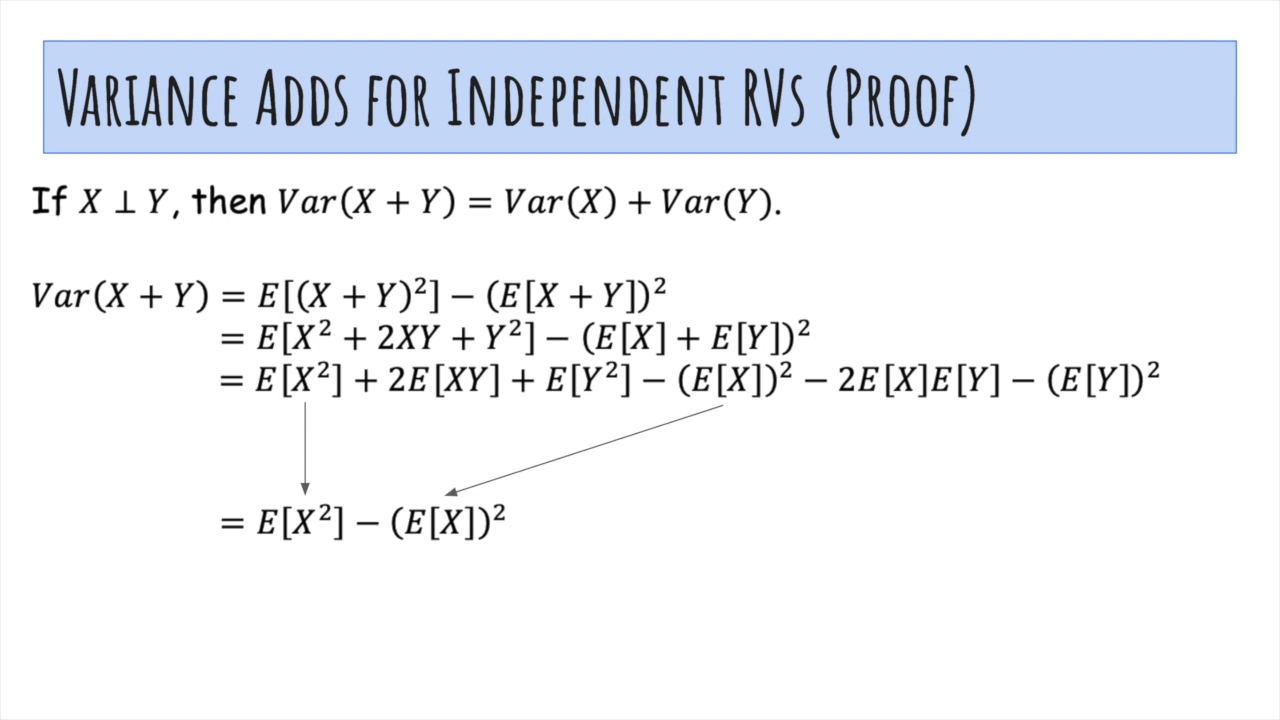 Variance Adds for Independent RVs (Proof)
If X ⊥ Y, then Var(X + Y) = Var(X) + Var(Y).
Var(X + Y) = E[(X + Y)²] − (E[X + Y])²
= E[X² + 2XY + Y²] − (E[X] + E[Y])²
= E[X²] + 2E[XY] + E[Y²] − (E[X])² − 2E[X]E[Y] − (E[Y])²
= E[X²] − (E[X])²